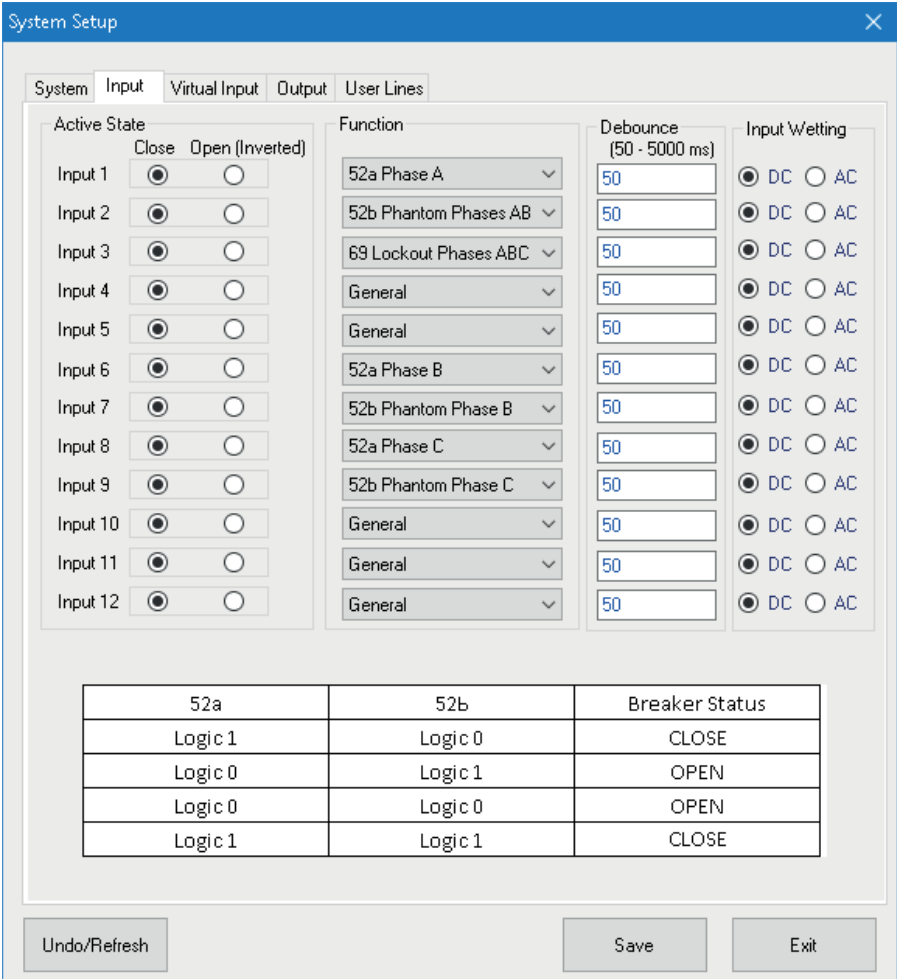 System Setup
System Input Virtual Input Output User Lines
Active State Function Debounce Input Wetting
Close Open (Inverted) (50 - 5000 ms)
Input 1 52a Phase A 50 DC AC
Input 2 52b Phantom Phases AB 50 DC AC
Input 3 69 Lockout Phases ABC 50 DC AC
Input 4 General 50 DC AC
Input 5 General 50 DC AC
Input 6 52a Phase B 50 DC AC
Input 7 52b Phantom Phase B 50 DC AC
Input 8 52a Phase C 50 DC AC
Input 9 52b Phantom Phase C 50 DC AC
Input 10 General 50 DC AC
Input 11 General 50 DC AC
Input 12 General 50 DC AC
52a 52b Breaker Status
Logic 1 Logic 0 CLOSE
Logic 0 Logic 1 OPEN
Logic 0 Logic 0 OPEN
Logic 1 Logic 1 CLOSE
Undo/Refresh Save Exit